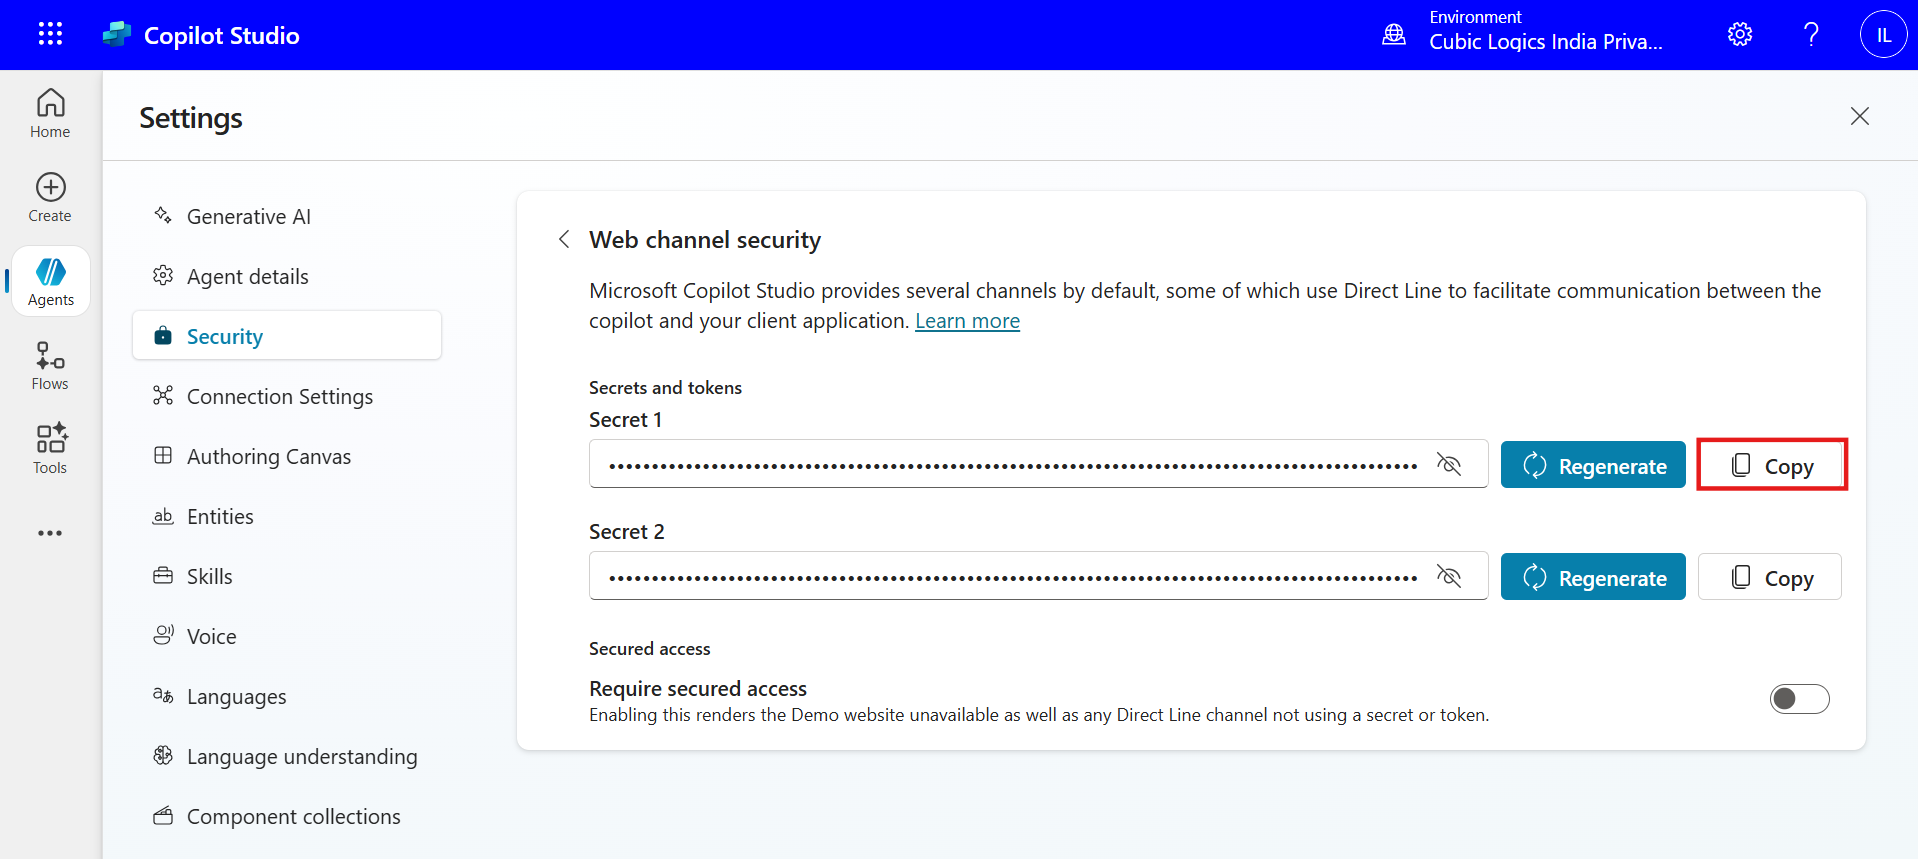 Copilot Studio
Environment
Cubic Logics India Priva...
IL
Home
Create
Agents
Flows
Tools
Settings
Generative AI
Agent details
Security
Connection Settings
Authoring Canvas
Entities
Skills
Voice
Languages
Language understanding
Component collections
Web channel security
Microsoft Copilot Studio provides several channels by default, some of which use Direct Line to facilitate communication between the
copilot and your client application. Learn more
Secrets and tokens
Secret 1
Regenerate
Copy
Secret 2
Regenerate
Copy
Secured access
Require secured access
Enabling this renders the Demo website unavailable as well as any Direct Line channel not using a secret or token.